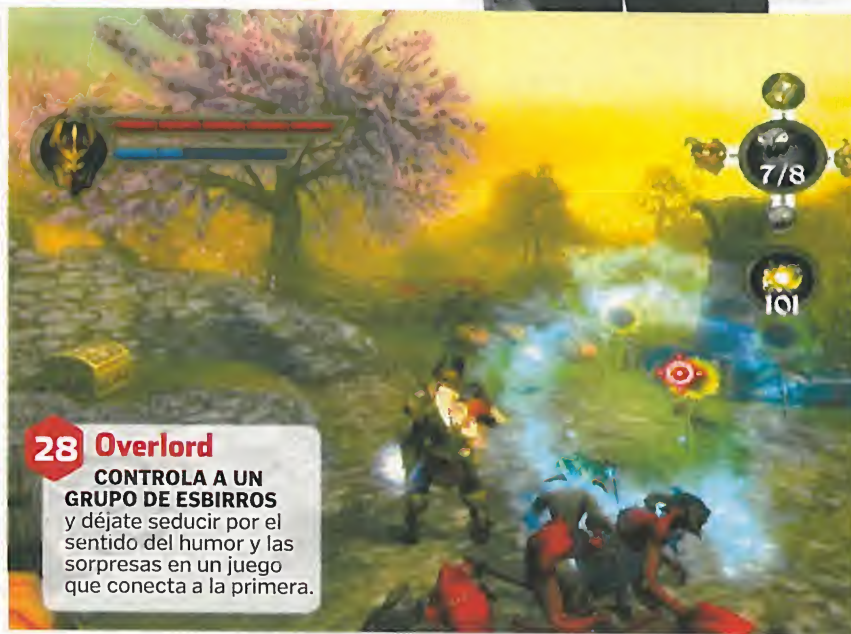 7/8
101
28 Overlord
CONTROLA A UN
GRUPO DE ESBIRROS
y déjate seducir por el
sentido del humor y las
sorpresas en un juego
que conecta a la primera.